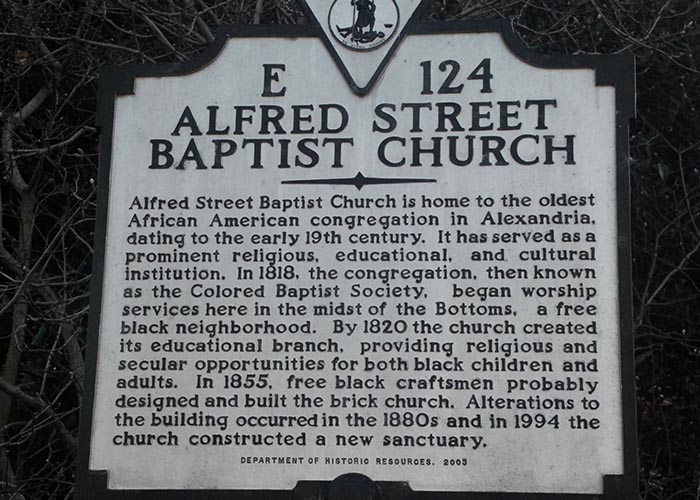 E 124
ALFRED STREET
BAPTIST CHURCH
Alfred Street Baptist Church is home to the oldest
African American congregation in Alexandria,
dating to the early 19th century. It has served as a
prominent religious, educational, and cultural
institution. In 1818, the congregation, then known
as the Colored Baptist Society, began worship
services here in the midst of the Bottoms, a free
black neighborhood. By 1820 the church created
its educational branch, providing religious and
secular opportunities for both black children and
adults. In 1855, free black craftsmen probably
designed and built the brick church. Alterations to
the building occurred in the 1880s and in 1994 the
church constructed a new sanctuary.
DEPARTMENT OF HISTORIC RESOURCES, 2003